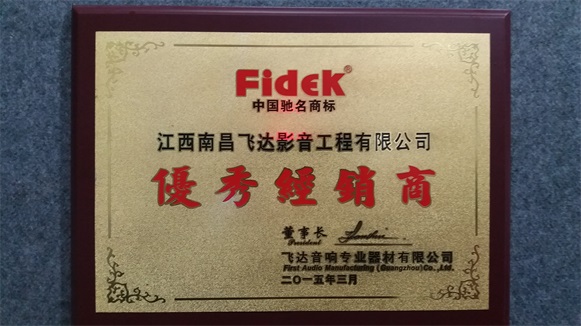 Fidek®
中国驰名商标
江西南昌飞达影音工程有限公司
優秀經銷商
董事长
President
飞达音响专业器材有限公司
First Audio Manufacturing (Guangzhou) Co., Ltd.
二〇一五年三月